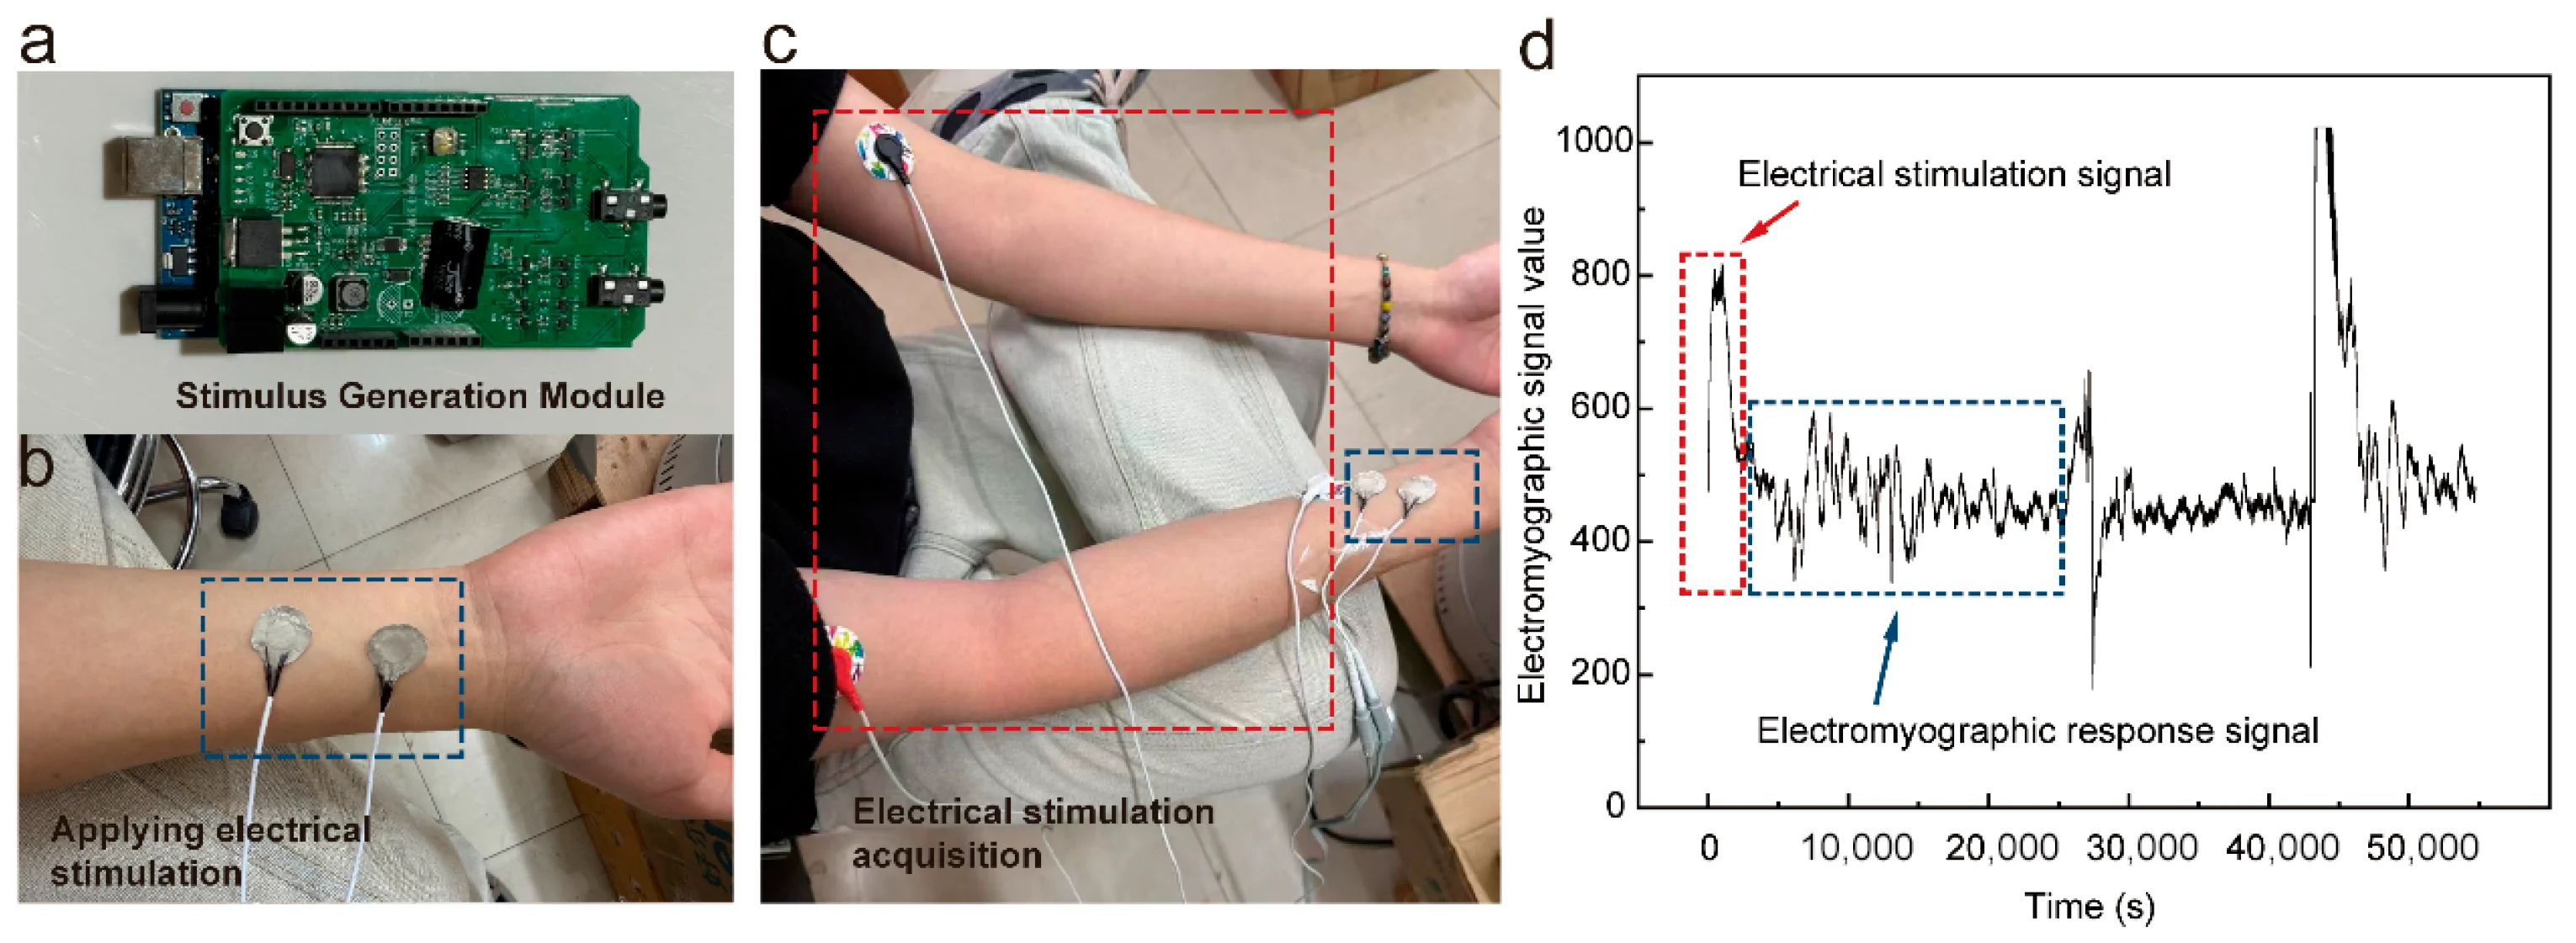 a
Stimulus Generation Module
b
Applying electrical
stimulation
c
Electrical stimulation
acquisition
d
Electromyographic signal value
1000
800
600
400
200
0
Electrical stimulation signal
Electromyographic response signal
0 10,000 20,000 30,000 40,000 50,000
Time (s)